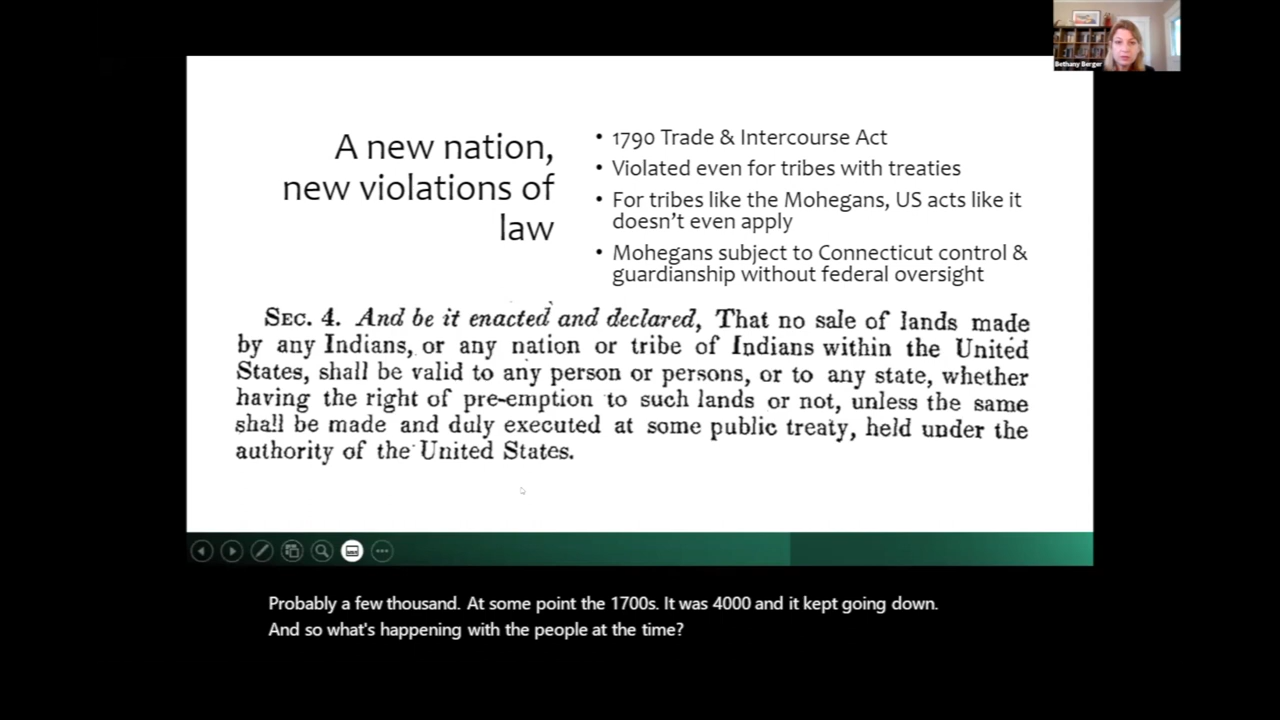 Bethany Berger
A new nation,
new violations of
law
• 1790 Trade & Intercourse Act
• Violated even for tribes with treaties
• For tribes like the Mohegans, US acts like it
doesn't even apply
• Mohegans subject to Connecticut control &
guardianship without federal oversight
SEC. 4. And be it enacted and declared, That no sale of lands made
by any Indians, or any nation or tribe of Indians within the United
States, shall be valid to any person or persons, or to any state, whether
having the right of pre-emption to such lands or not, unless the same
shall be made and duly executed at some public treaty, held under the
authority of the United States.
Probably a few thousand. At some point the 1700s. It was 4000 and it kept going down.
And so what's happening with the people at the time?